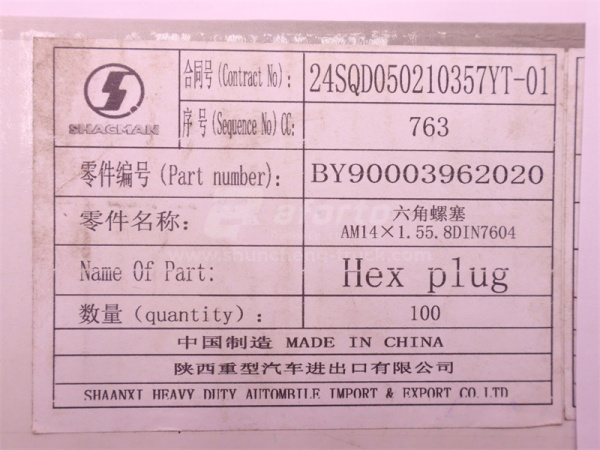 合同号(Contract No):
24SQD050210357YT-01
SHACMAN
序号(Sequence No)CC:
763
零件编号(Part number):
BY90003962020
零件名称:
六角螺塞
AM14×1.55.8DIN7604
Name Of Part:
Hex plug
数量(quantity):
100
中国制造 MADE IN CHINA
陕西重型汽车进出口有限公司
SHAANXI HEAVY DUTY AUTOMBILE IMPORT & EXPORT CO.LTD